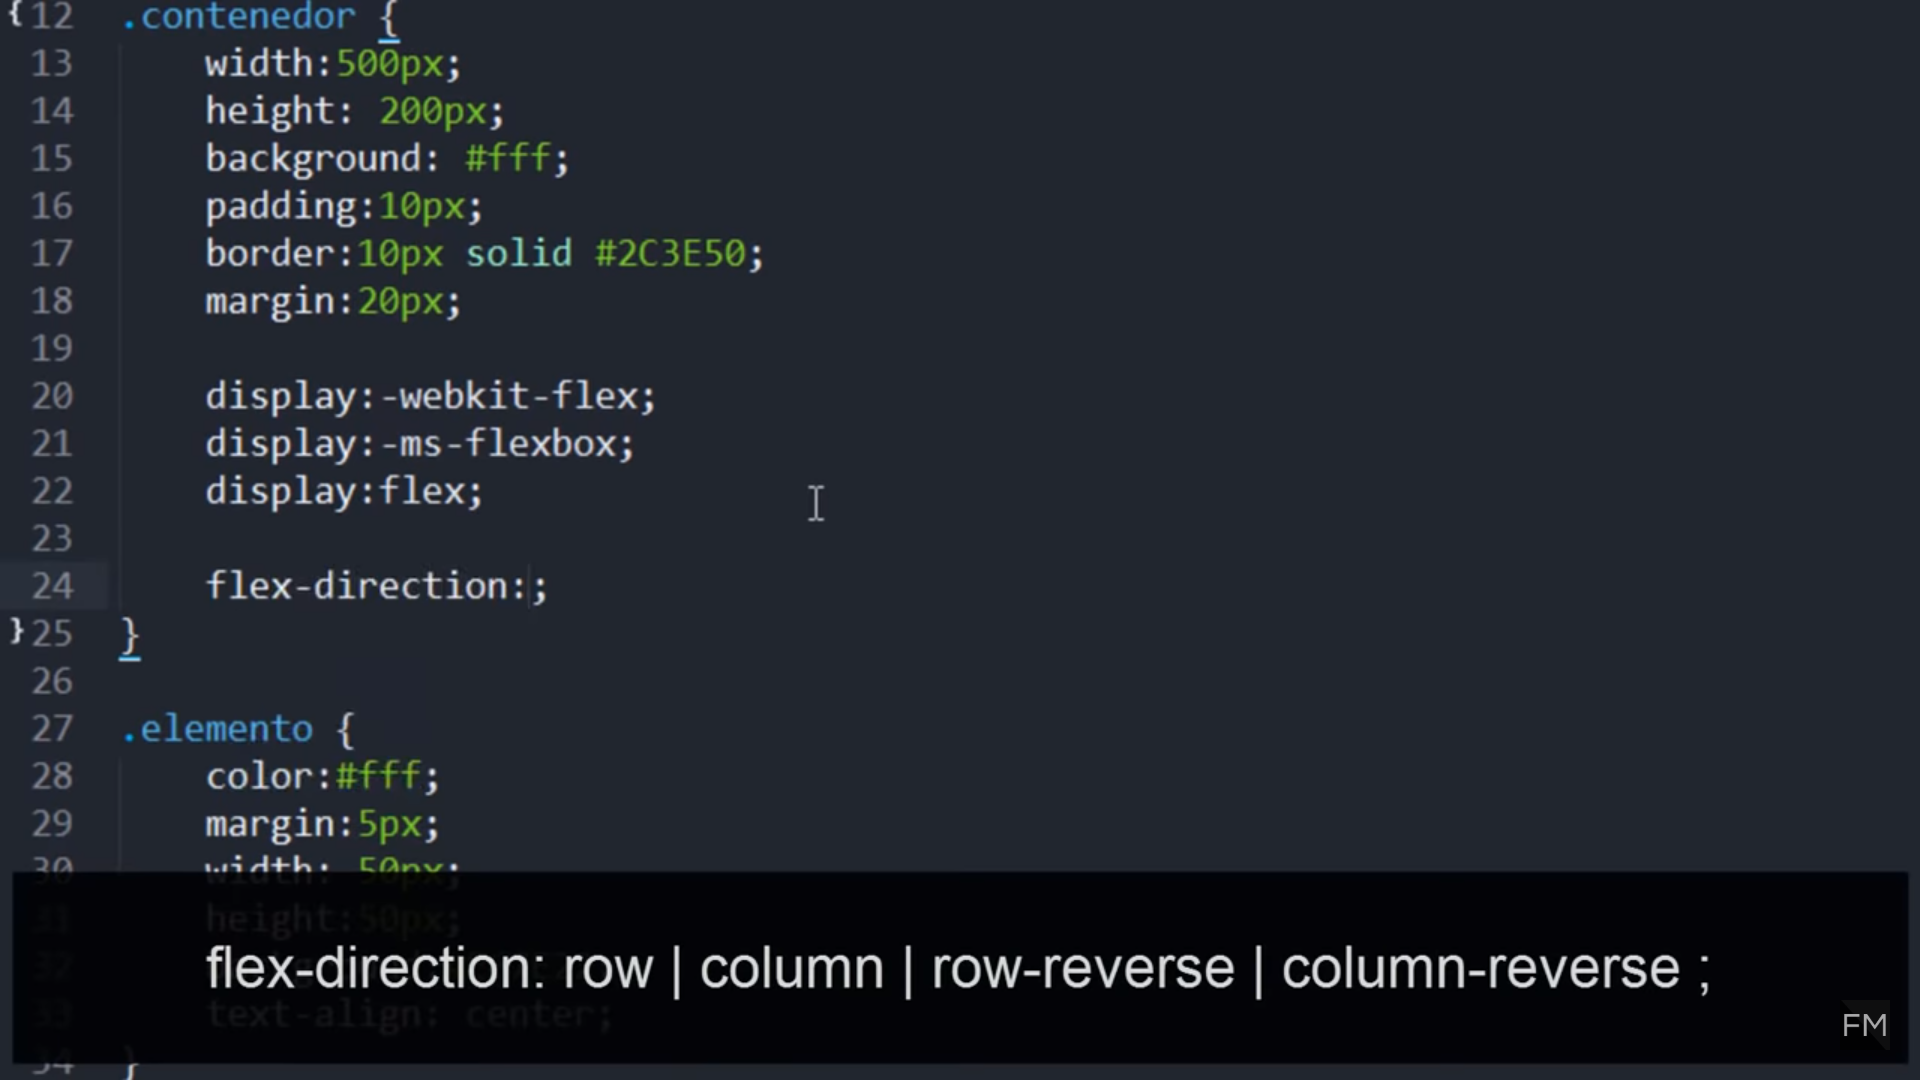 {12 .contenedor {
13 width:500px;
14 height: 200px;
15 background: #fff;
16 padding:10px;
17 border:10px solid #2C3E50;
18 margin:20px;
19
20 display:-webkit-flex;
21 display:-ms-flexbox;
22 display:flex;
23
24 flex-direction:;
}25 }
26
27 .elemento {
28 color:#fff;
29 margin:5px;
30 width: 50px;
31 height:50px;
32
flex-direction: row | column | row-reverse | column-reverse ;
33 text-align: center;
FM
34 }